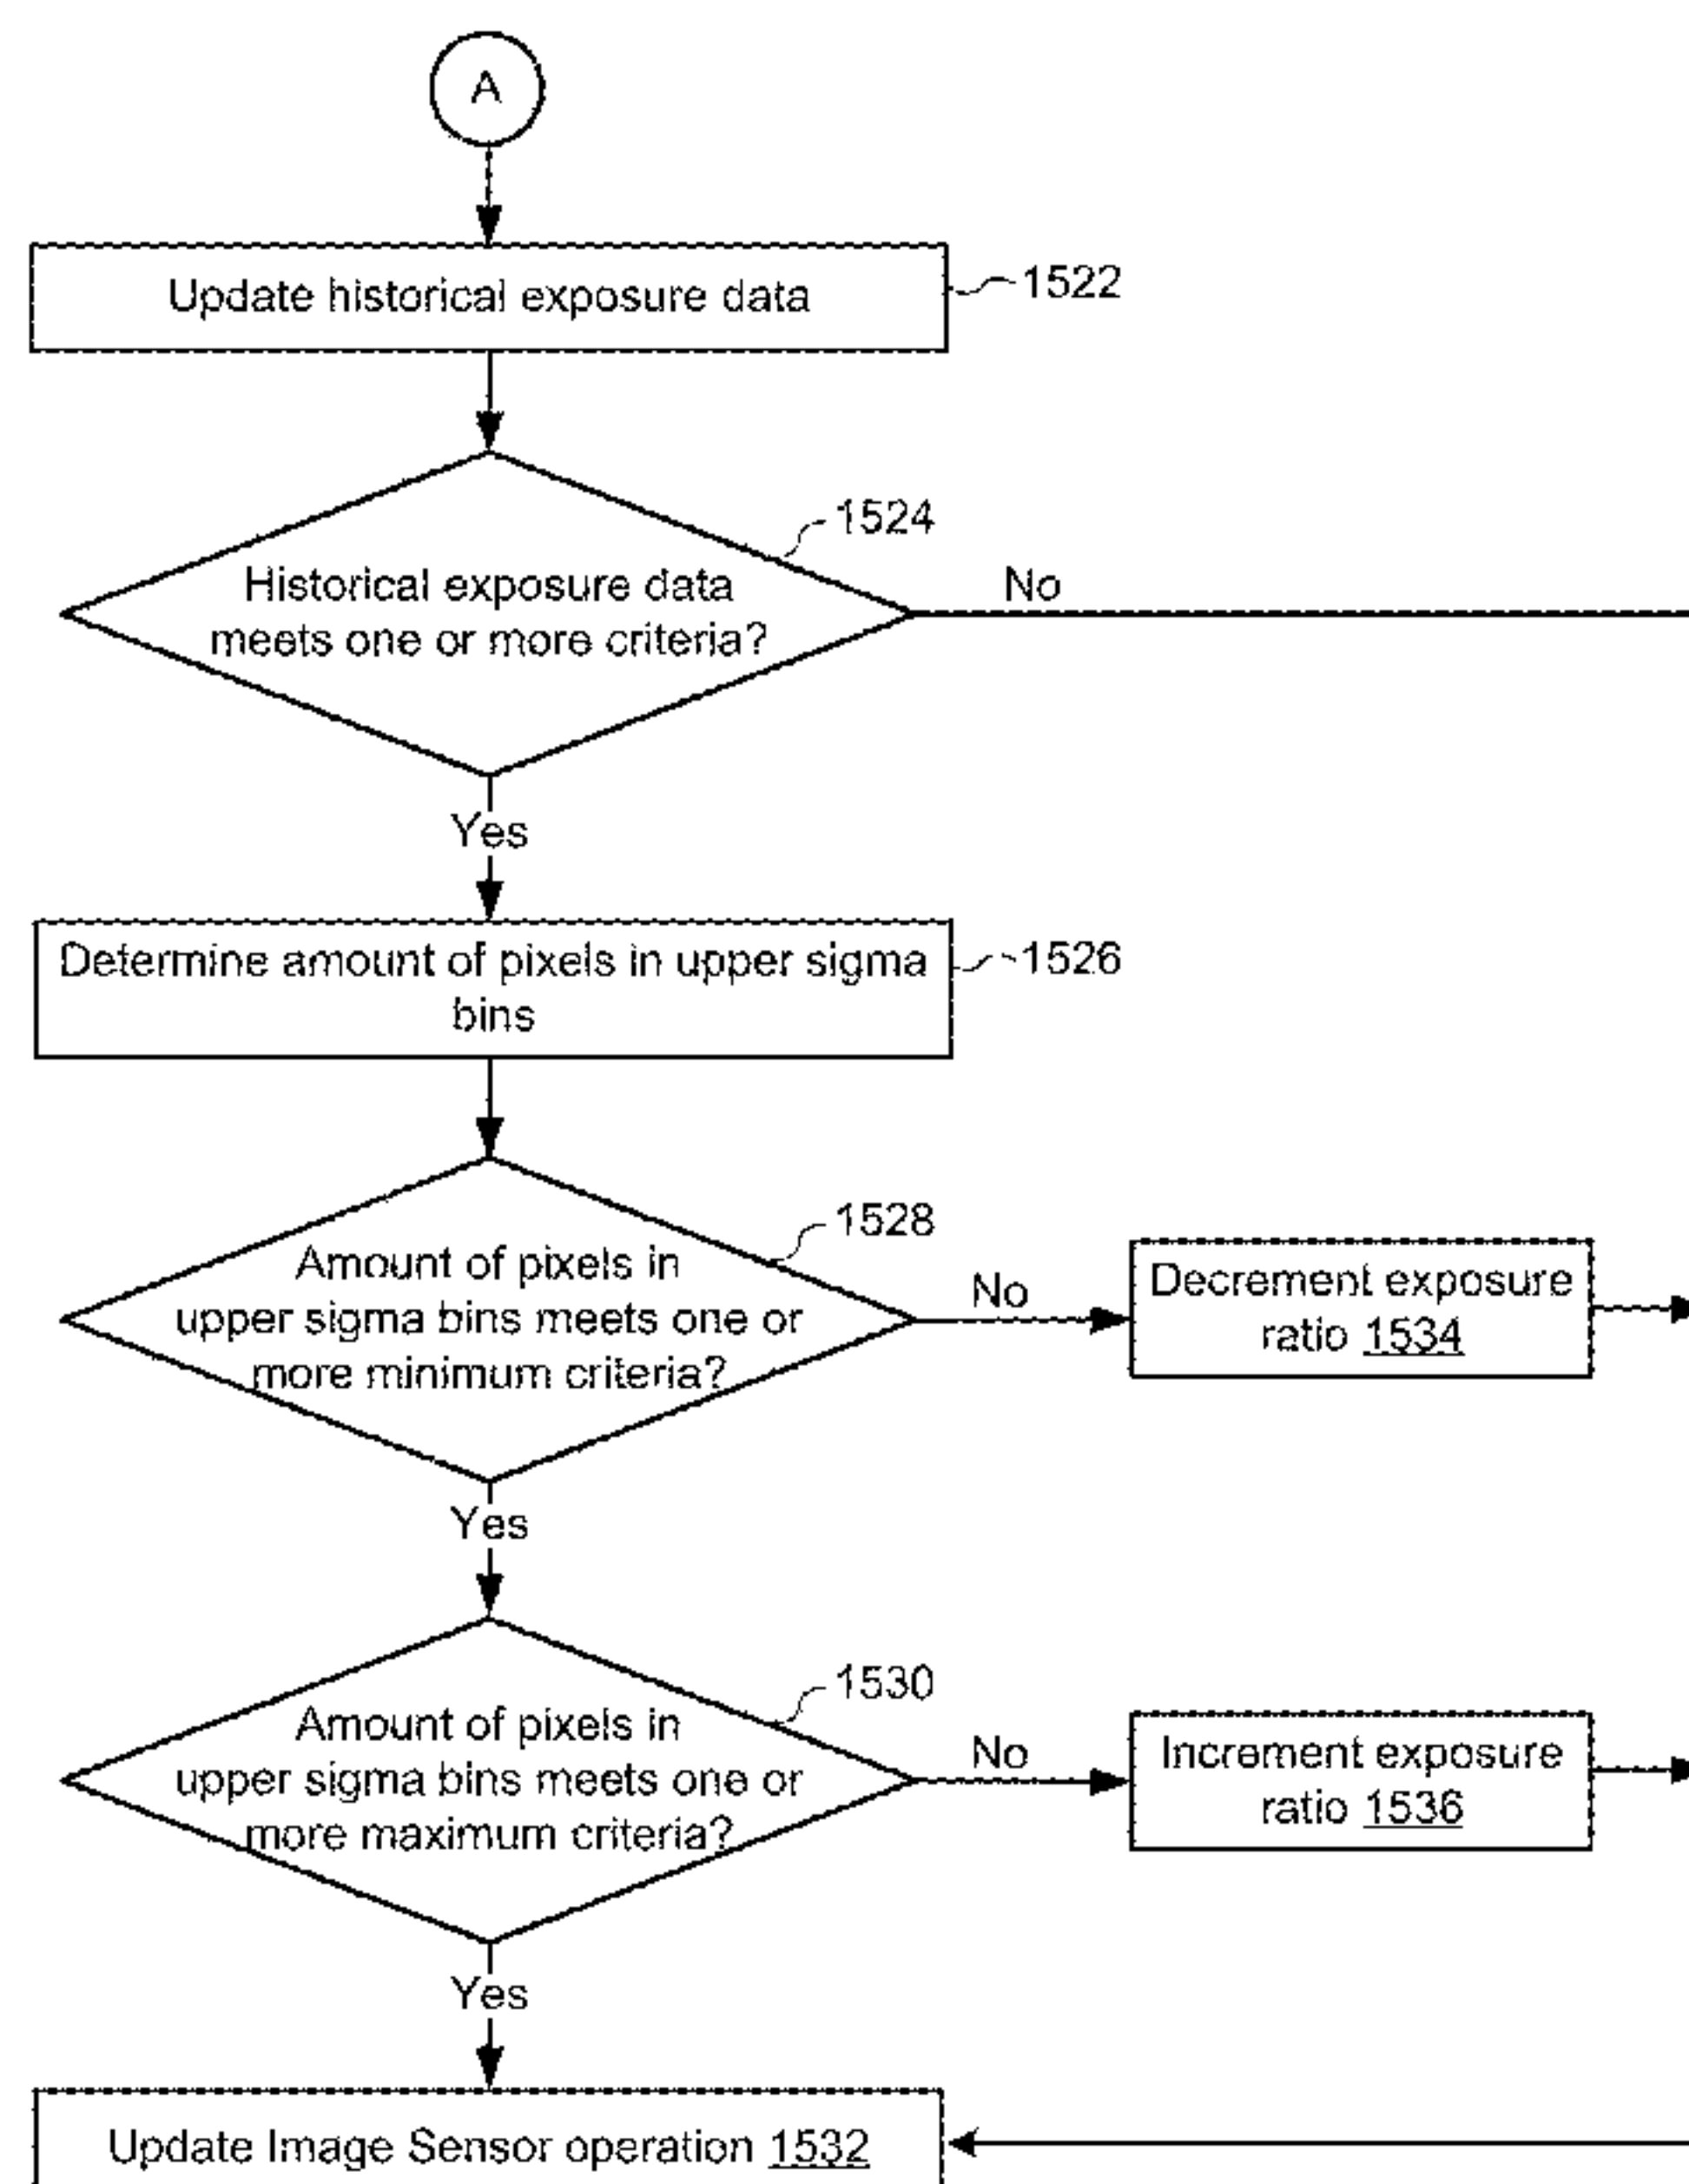 A
Update historical exposure data
1522
1524
Historical exposure data
meets one or more criteria?
No
Yes
Determine amount of pixels in upper sigma
bins
1526
1528
Amount of pixels in
upper sigma bins meets one or
more minimum criteria?
No
Decrement exposure
ratio 1534
Yes
1530
Amount of pixels in
upper sigma bins meets one or
more maximum criteria?
No
Increment exposure
ratio 1536
Yes
Update Image Sensor operation 1532